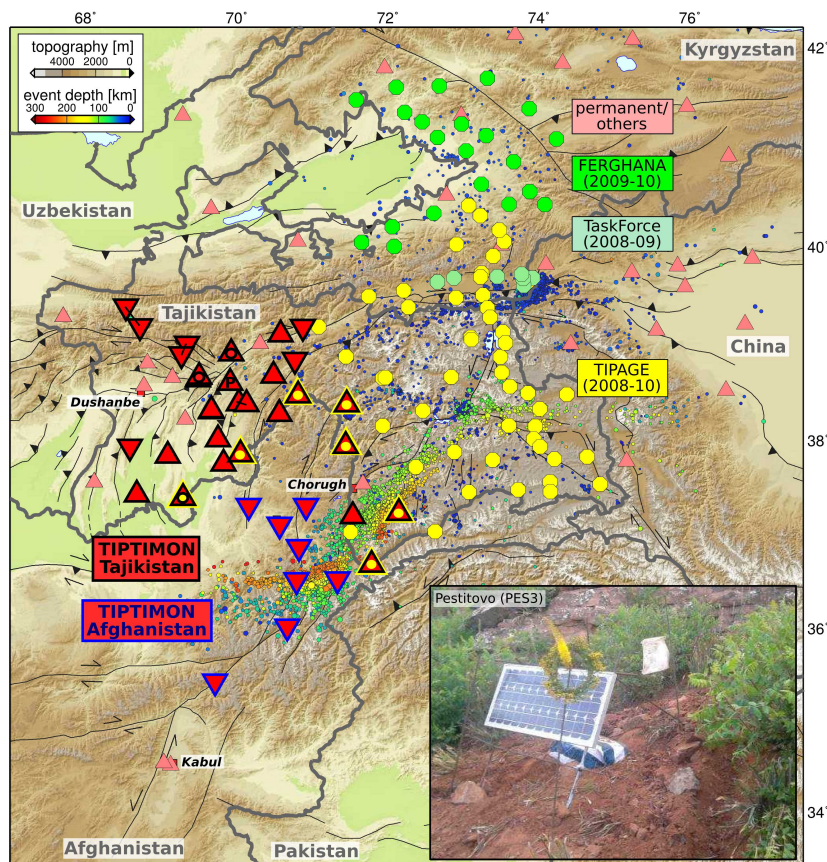 68˚
70˚
72˚
74˚
76˚
42˚
topography [m]
4000
2000
0
event depth [km]
300
200
100
0
Kyrgyzstan
permanent/
others
FERGHANA
(2009-10)
Uzbekistan
TaskForce
(2008-09)
40˚
Tajikistan
China
TIPAGE
(2008-10)
P
Dushanbe
38˚
Chorugh
TIPTIMON
Tajikistan
TIPTIMON
Afghanistan
Pestitovo (PES3)
36˚
Kabul
34˚
Afghanistan
Pakistan